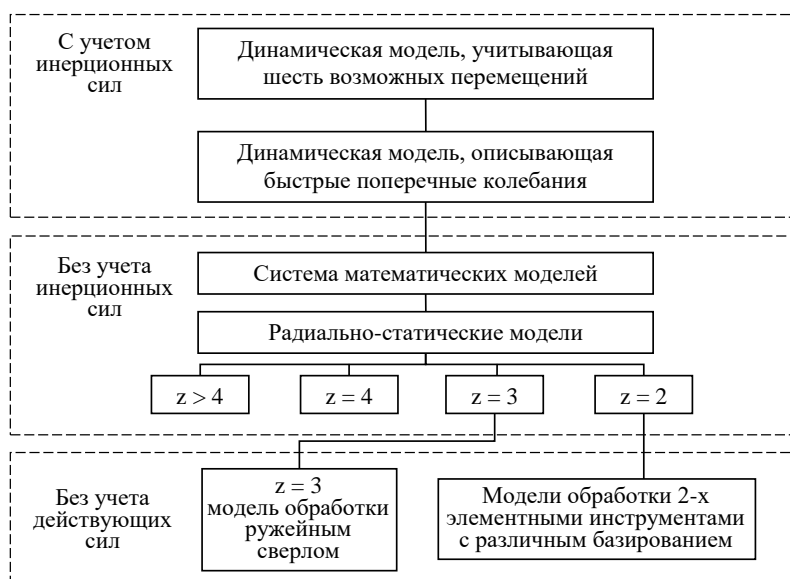 С учетом
инерционных
сил
Динамическая модель, учитывающая
шесть возможных перемещений
Динамическая модель, описывающая
быстрые поперечные колебания
Без учета
инерционных
сил
Система математических моделей
Радиально-статические модели
z > 4
z = 4
z = 3
z = 2
Без учета
действующих
сил
z = 3
модель обработки
ружейным
сверлом
Модели обработки 2-х
элементными инструментами
с различным базированием